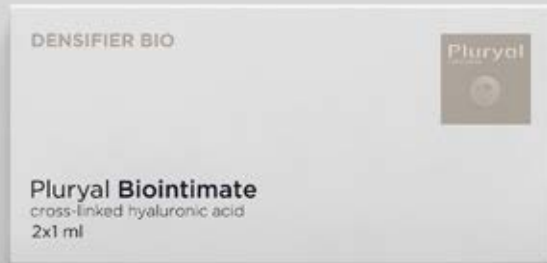 DENSIFIER BIO
Pluryal
Pluryal Biointimate
cross-linked hyaluronic acid
2x1 ml